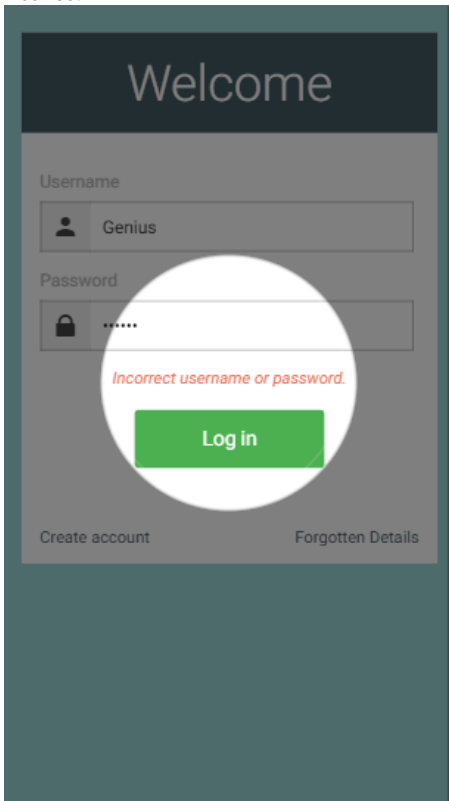 Welcome
Username
Genius
Password
••••••
Incorrect username or password.
Log in
Create account
Forgotten Details